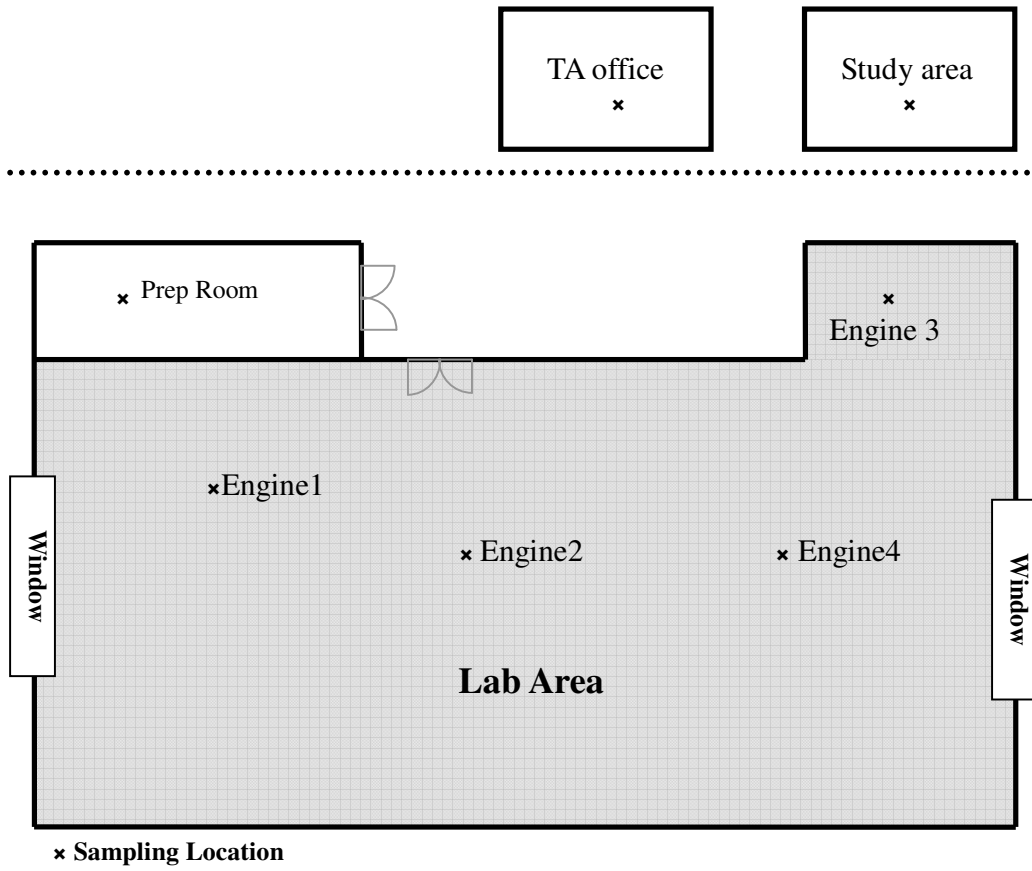 TA office
Study area
Prep Room
Engine 3
Engine1
Window
Engine2
Engine4
Window
Lab Area
× Sampling Location